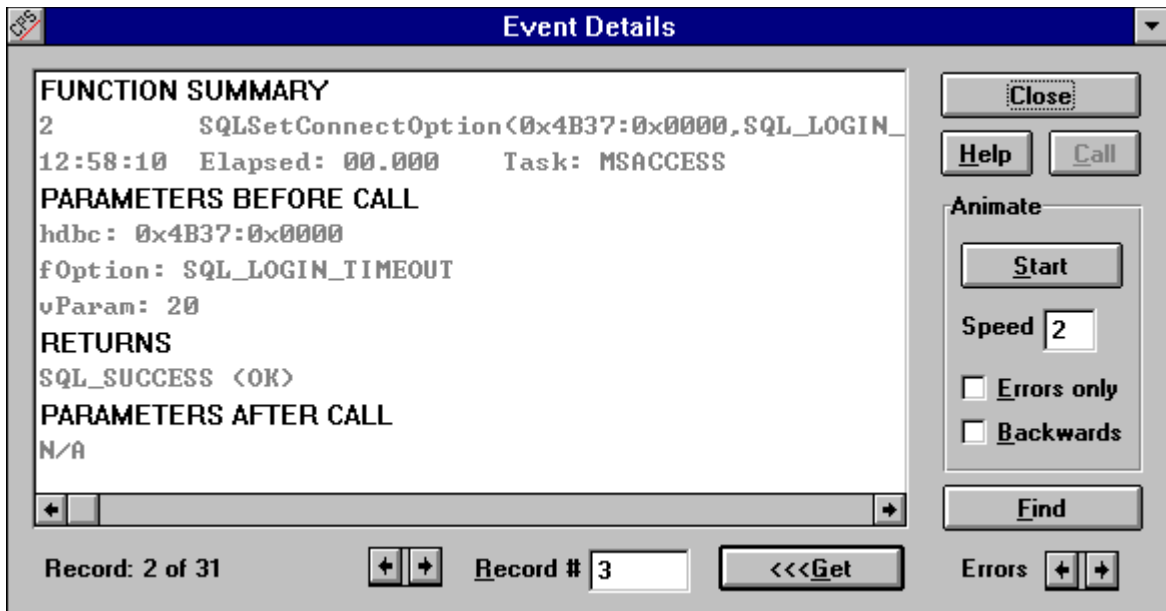 CPS
Event Details
FUNCTION SUMMARY
2 SQLSetConnectOption(0x4B37:0x0000,SQL_LOGIN_
12:58:10 Elapsed: 00.000 Task: MSACCESS
PARAMETERS BEFORE CALL
hdbc: 0x4B37:0x0000
fOption: SQL_LOGIN_TIMEOUT
vParam: 20
RETURNS
SQL_SUCCESS (OK)
PARAMETERS AFTER CALL
N/A
Record: 2 of 31
Record # 3
<<<Get
Close
Help Call
Animate
Start
Speed 2
Errors only
Backwards
Find
Errors